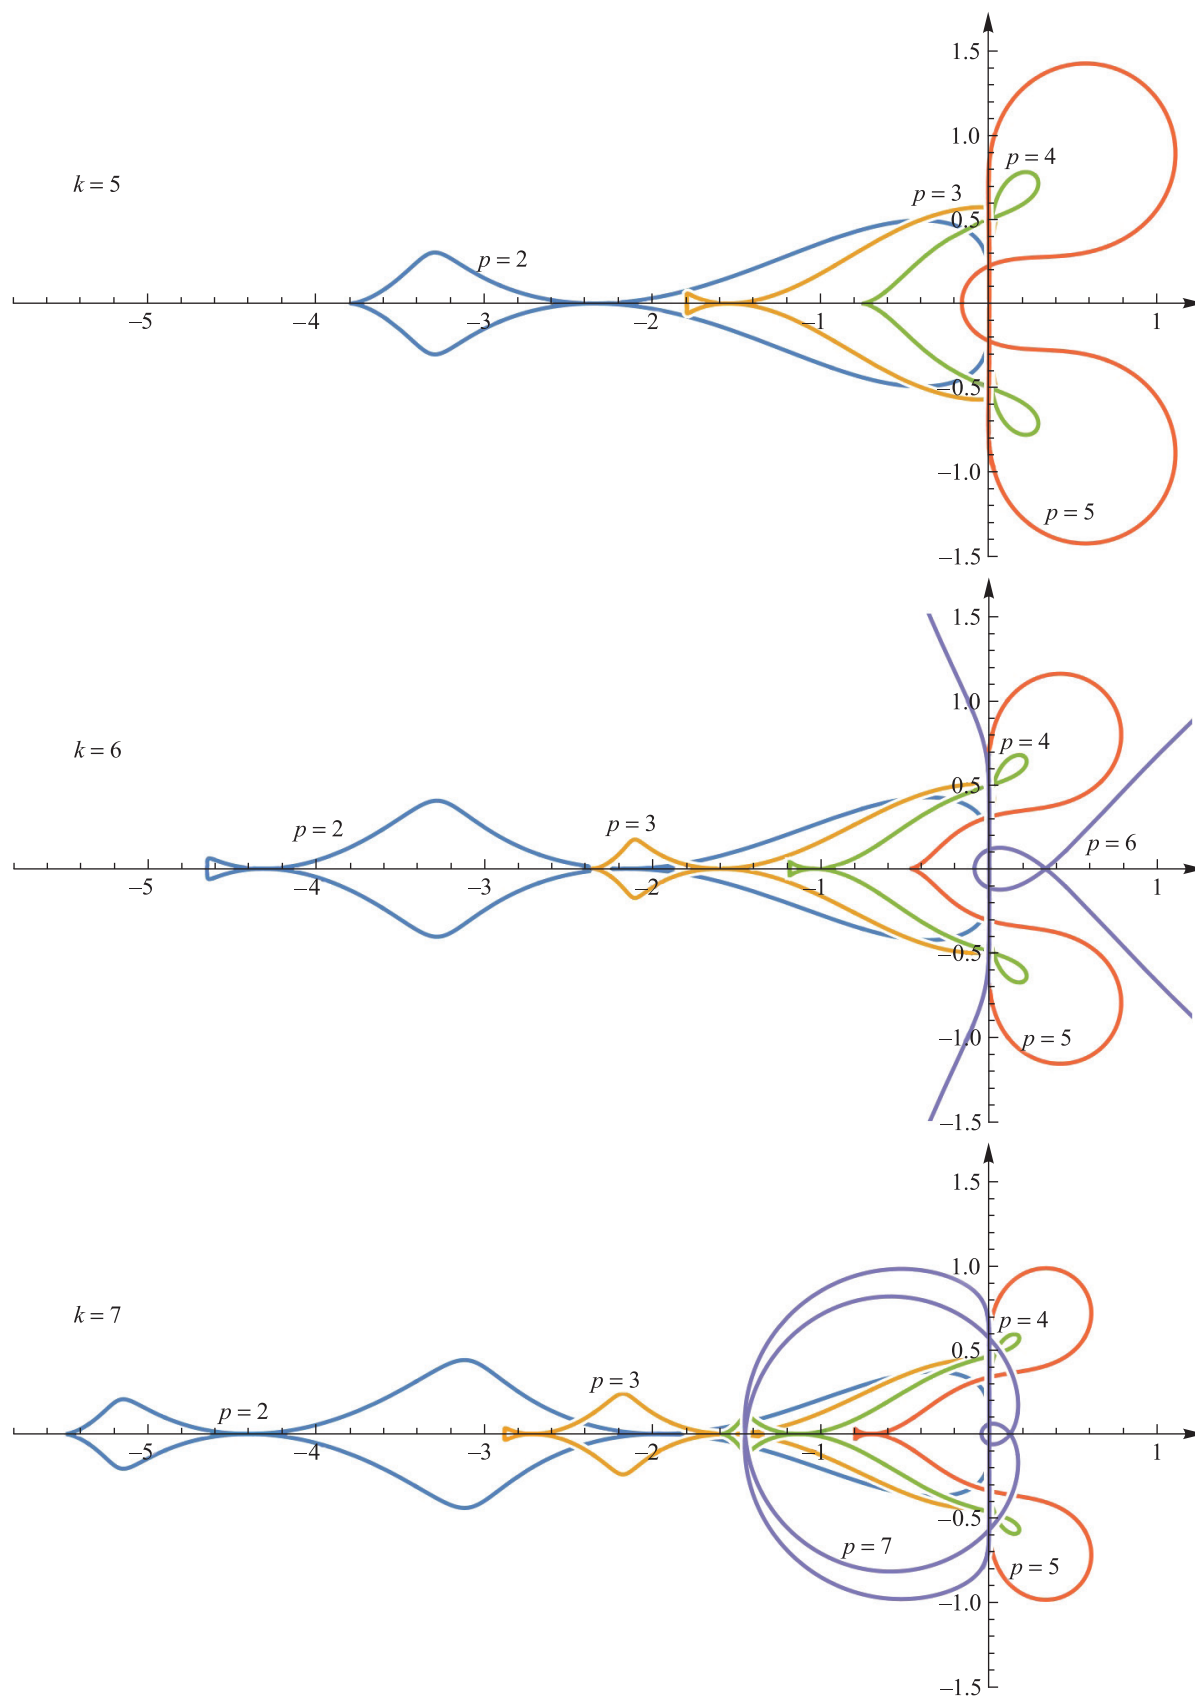 1.5
1.0
p = 4
k = 5
p = 3
0.5
p = 2
–5
–4
–3
–2
–1
1
–0.5
–1.0
p = 5
–1.5
1.5
1.0
k = 6
p = 4
0.5
p = 2
p = 3
p = 6
–5
–4
–3
–2
–1
1
–0.5
–1.0
p = 5
–1.5
1.5
1.0
k = 7
p = 4
0.5
p = 3
p = 2
–5
–4
–3
–2
–1
1
–0.5
p = 7
p = 5
–1.0
–1.5